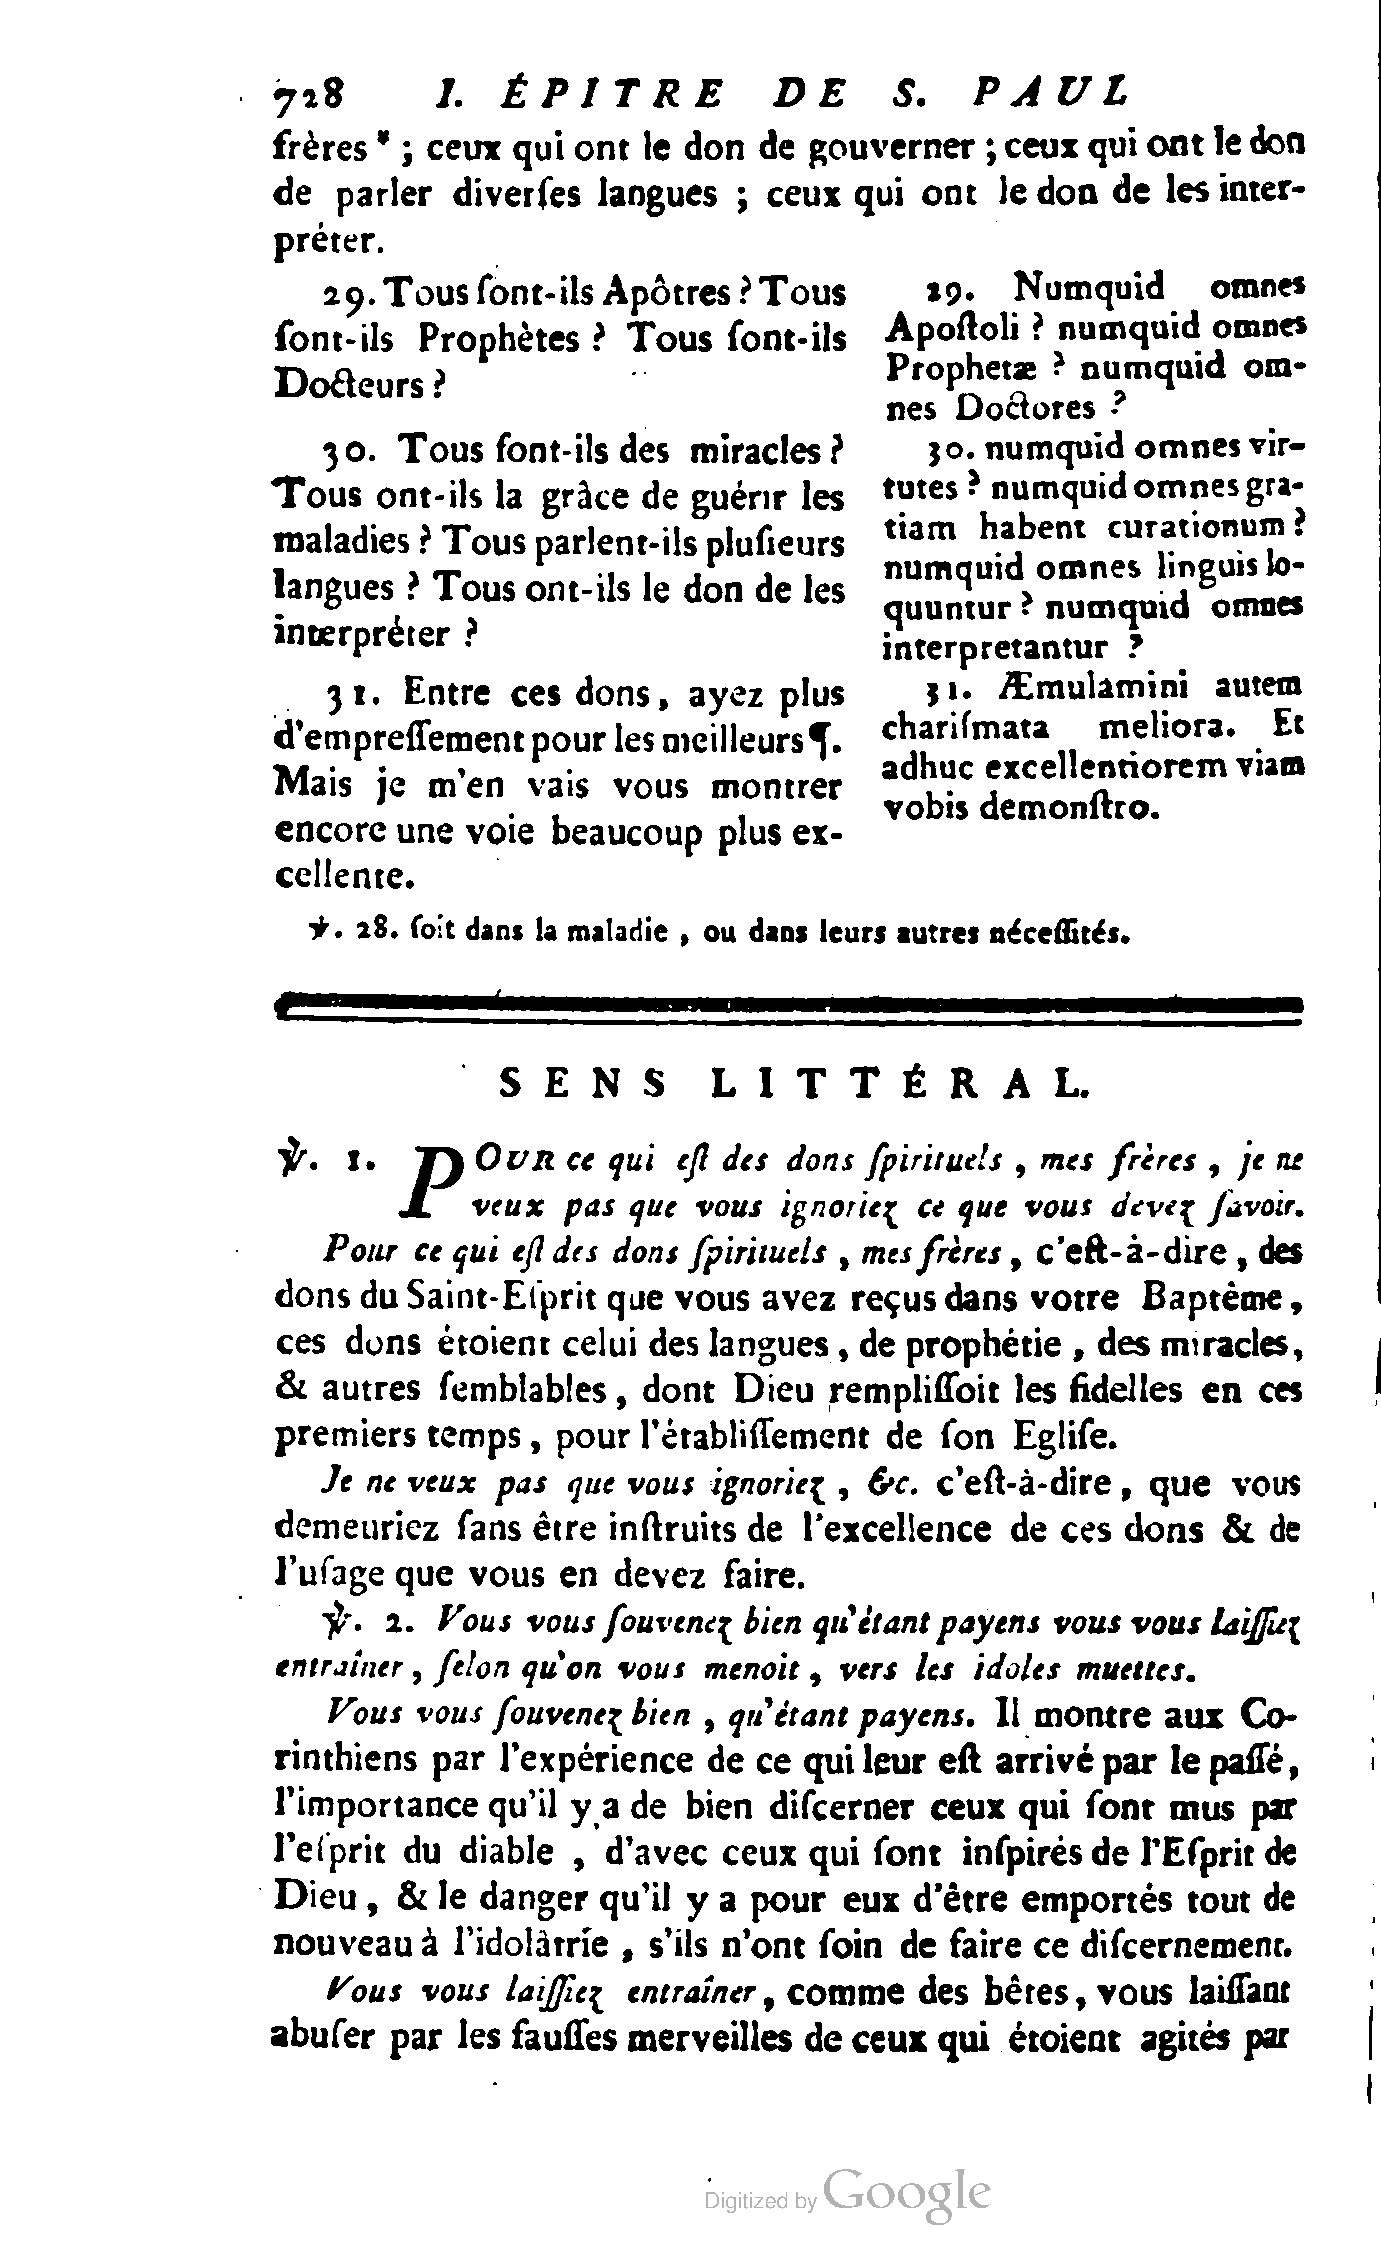 728 I. ÉPITRE DE S. PAUL
frères * ; ceux qui ont le don de gouverner ; ceux qui ont le don
de parler diverſes langues ; ceux qui ont le don de les inter-
préter.
29. Tous ſont-ils Apôtres ? Tous
ſont-ils Prophètes ? Tous ſont-ils
Docteurs ?
30. Tous font-ils des miracles ?
Tous ont-ils la grâce de guérir les
maladies ? Tous parlent-ils pluſieurs
langues ? Tous ont-ils le don de les
interpréter ?
31. Entre ces dons, ayez plus
d'empreſſement pour les meilleurs ¶.
Mais je m'en vais vous montrer
encore une voie beaucoup plus ex-
cellente.
29. Numquid omnes
Apoſtoli ? numquid omnes
Prophetæ ? numquid om-
nes Doctores ?
30. numquid omnes vir-
tutes ? numquid omnes gra-
tiam habent curationum ?
numquid omnes linguis lo-
quuntur ? numquid omnes
interpretantur ?
31. Æmulamini autem
chariſmata meliora. Et
adhuc excellentiorem viam
vobis demonſtro.
℣. 28. ſoit dans la maladie, ou dans leurs autres néceſſités.
SENS LITTÉRAL.
℣. 1. POUR ce qui eſt des dons ſpirituels, mes frères, je ne
veux pas que vous ignoriez ce que vous devez ſavoir.
Pour ce qui eſt des dons ſpirituels, mes frères, c'eſt-à-dire, des
dons du Saint-Eſprit que vous avez reçus dans votre Baptême,
ces dons étoient celui des langues, de prophétie, des miracles,
& autres ſemblables, dont Dieu rempliſſoit les fidelles en ces
premiers temps, pour l'établiſſement de ſon Egliſe.
Je ne veux pas que vous ignoriez, &c. c'eſt-à-dire, que vous
demeuriez ſans être inſtruits de l'excellence de ces dons & de
l'uſage que vous en devez faire.
℣. 2. Vous vous ſouvenez bien qu'étant payens vous vous laiſſiez
entraîner, ſelon qu'on vous menoit, vers les idoles muettes.
Vous vous ſouvenez bien, qu'étant payens. Il montre aux Co-
rinthiens par l'expérience de ce qui leur eſt arrivé par le paſſé,
l'importance qu'il y a de bien diſcerner ceux qui ſont mus par
l'eſprit du diable, d'avec ceux qui ſont inſpirés de l'Eſprit de
Dieu, & le danger qu'il y a pour eux d'être emportés tout de
nouveau à l'idolâtrie, s'ils n'ont ſoin de faire ce diſcernement.
Vous vous laiſſiez entraîner, comme des bêtes, vous laiſſant
abuſer par les fauſſes merveilles de ceux qui étoient agités par
Digitized by Google